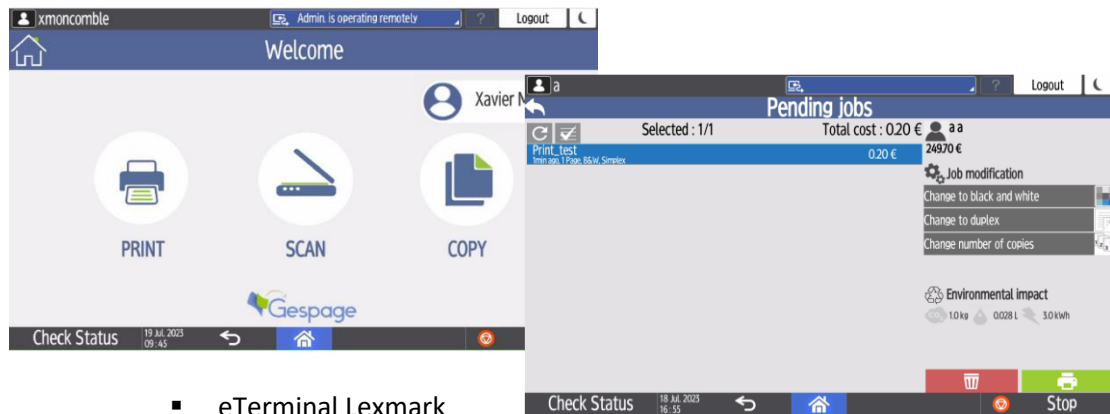 xmoncomble
Admin. is operating remotely
?
Logout
Welcome
Xavier
PRINT
SCAN
COPY
Gespage
Check Status
19 Jul. 2023
09:45
a
?
Logout
Pending jobs
Selected : 1/1
Total cost : 0.20 €
a a
249.70 €
Print_test
0.20 €
1min ago, 1 Page, B&W, Simplex
Job modification
Change to black and white
Change to duplex
Change number of copies
Environmental impact
1.0 kg
0.028 L
3.0 kWh
Check Status
18 Jul. 2023
16:55
Stop
▪ eTerminal Lexmark